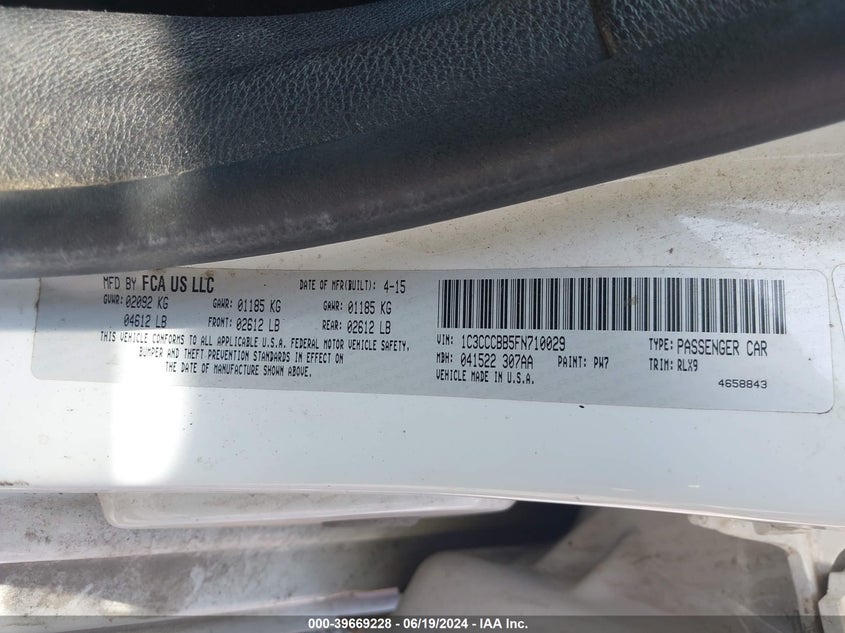 MFD BY FCA US LLC DATE OF MFR(BUILT): 4-15
GVWR: 02092 KG GAWR: 01185 KG GAWR: 01185 KG
04612 LB FRONT: 02612 LB REAR: 02612 LB
THIS VEHICLE CONFORMS TO ALL APPLICABLE U.S.A. FEDERAL MOTOR VEHICLE SAFETY,
BUMPER AND THEFT PREVENTION STANDARDS IN EFFECT ON
THE DATE OF MANUFACTURE SHOWN ABOVE.
VIN: 1C3CCCBB5FN710029 TYPE: PASSENGER CAR
MDH: 041522 307AA PAINT: PW7 TRIM: RLX9
VEHICLE MADE IN U.S.A.
4658843
000-39669228 - 06/19/2024 - IAA Inc.